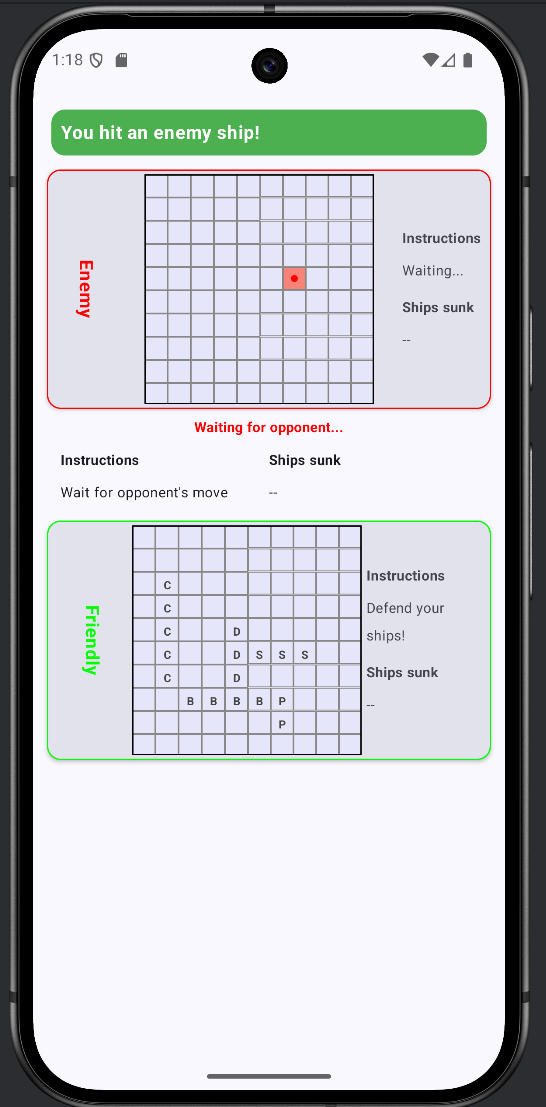 1:18
You hit an enemy ship!
Enemy
Instructions
Waiting...
Ships sunk
--
Waiting for opponent...
Instructions Ships sunk
Wait for opponent's move --
Friendly
C
C
C D
C D S S S
C D
B B B B P
P
Instructions
Defend your
ships!
Ships sunk
--